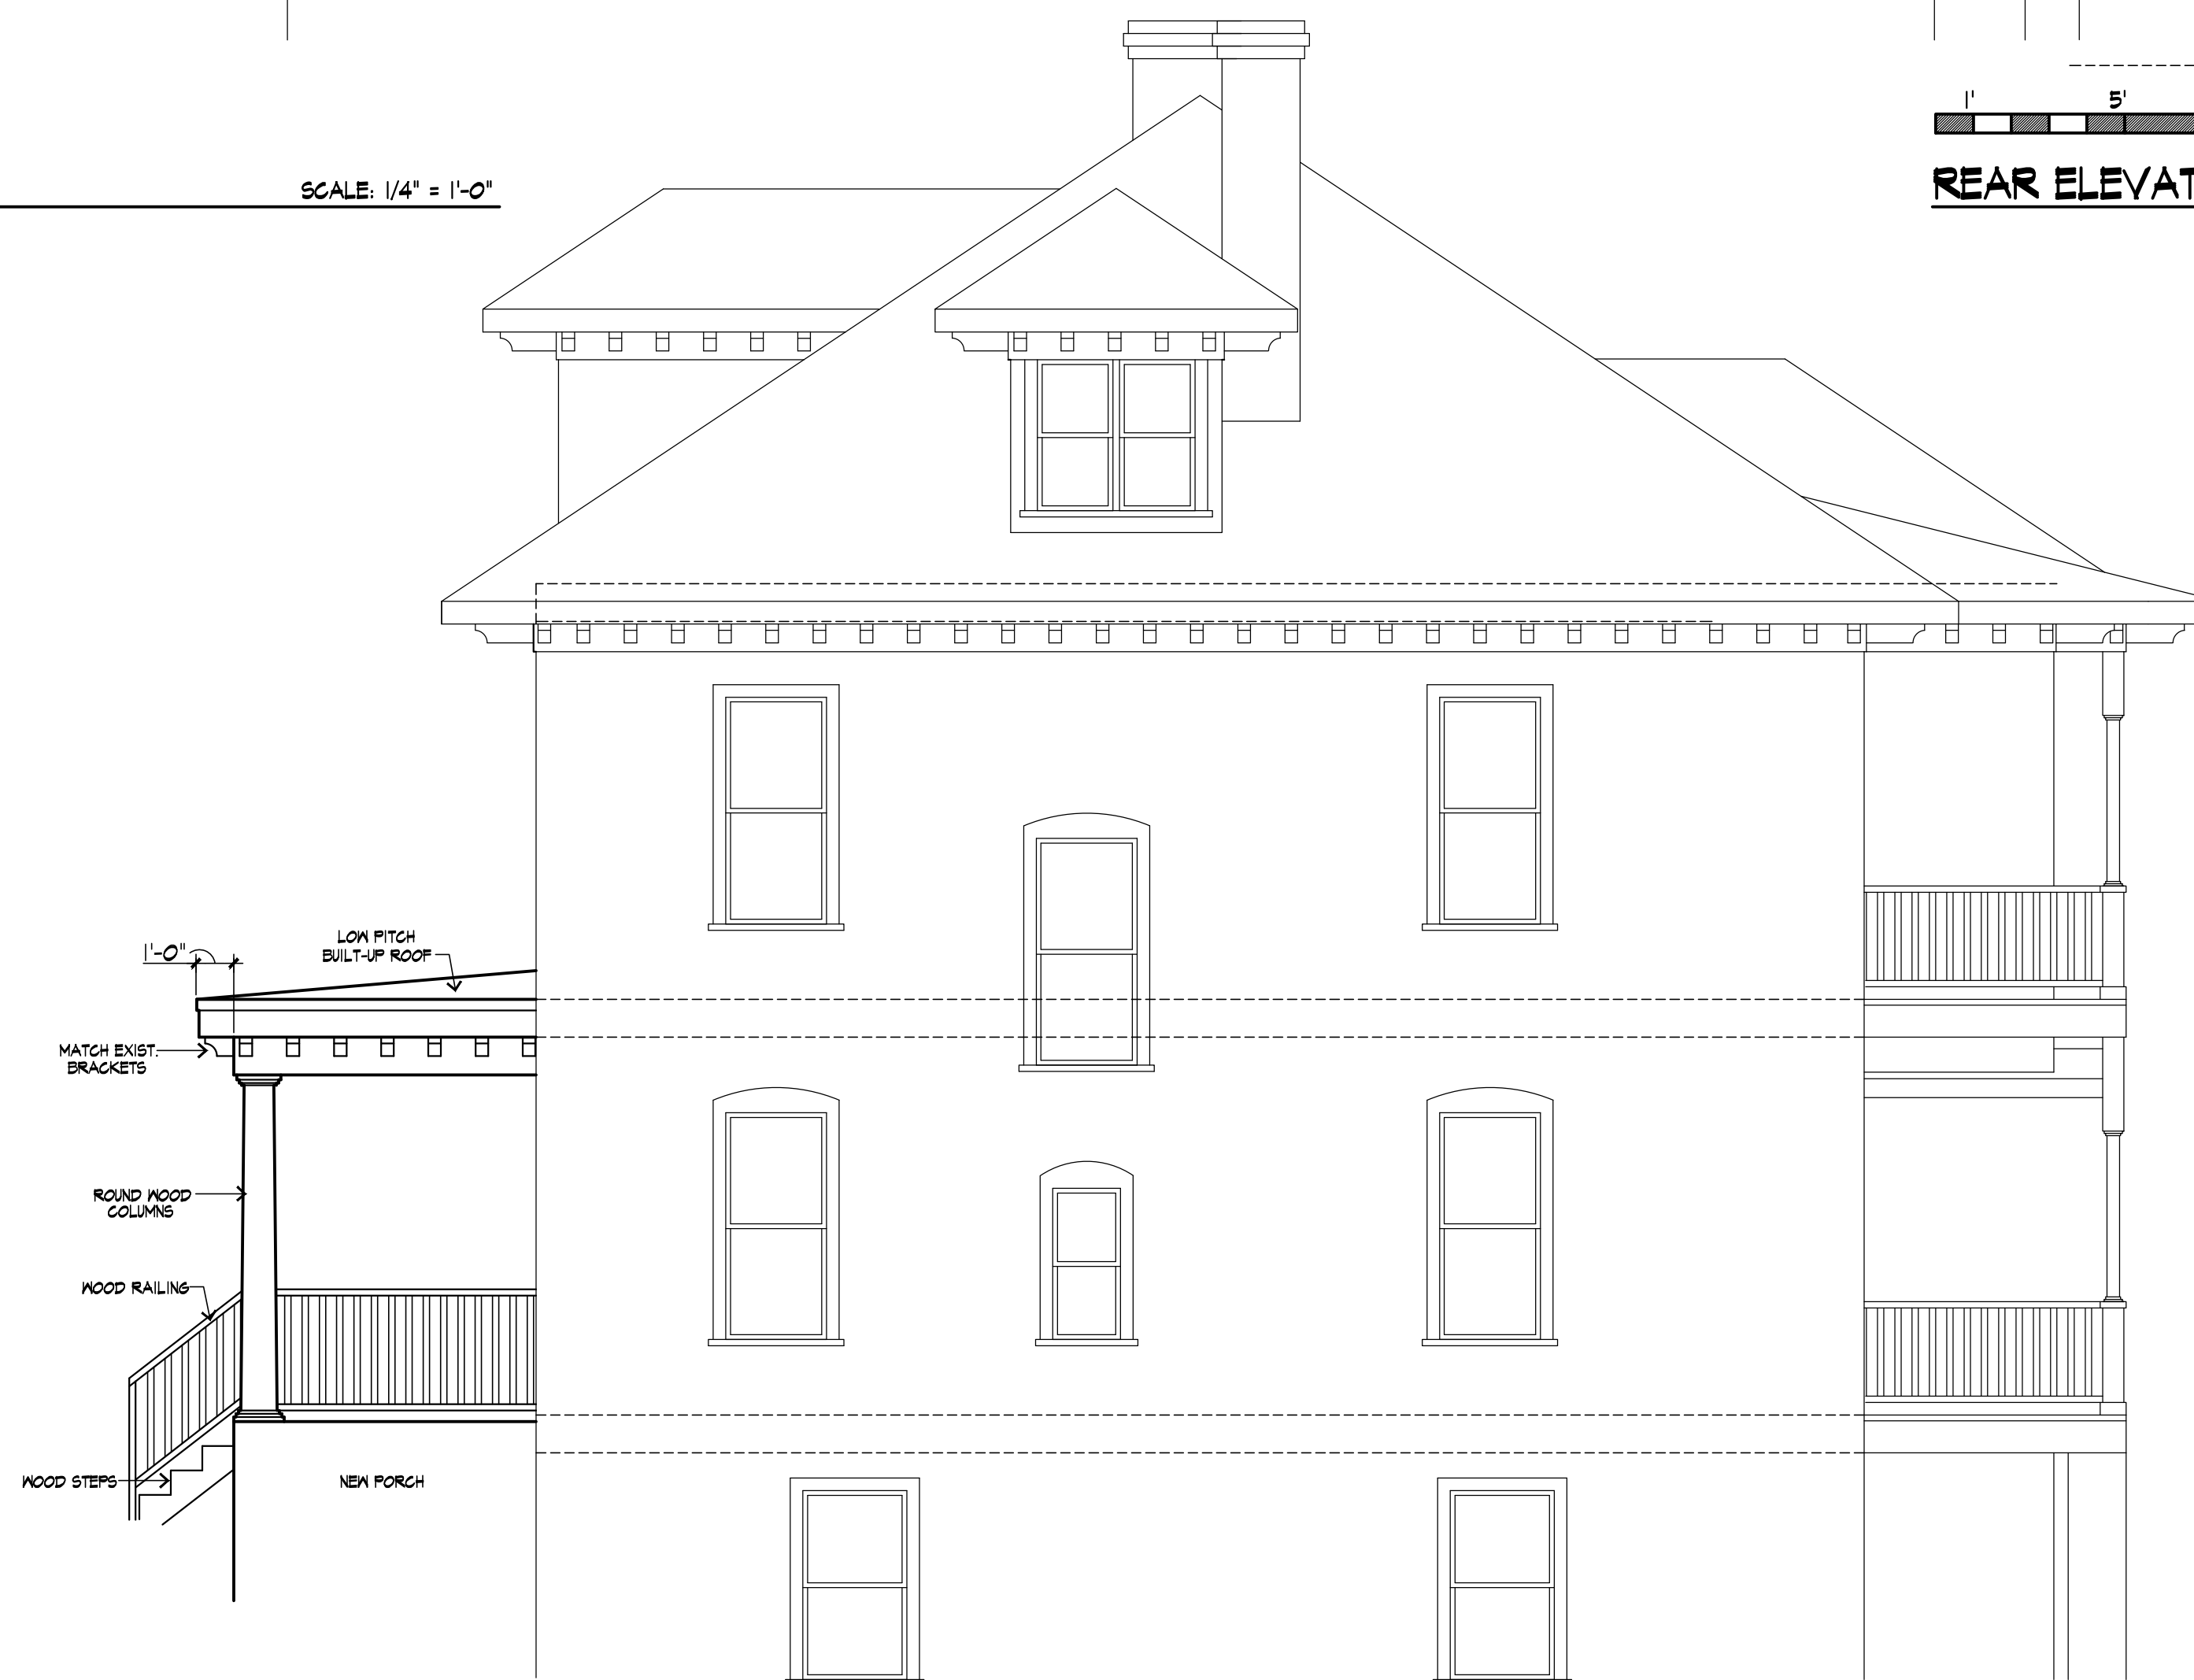 1' 5'
SCALE: 1/4" = 1'-0"
REAR ELEVAT
LOW PITCH
BUILT-UP ROOF
1'-0"
MATCH EXIST.
BRACKETS
ROUND WOOD
COLUMNS
WOOD RAILING
WOOD STEPS
NEW PORCH